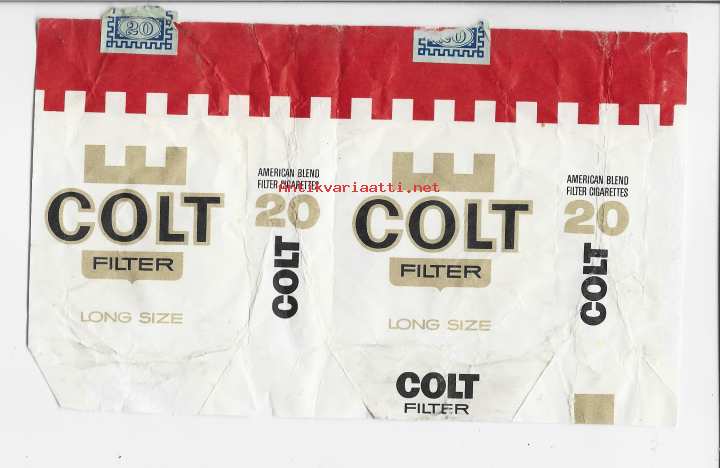 20
20
COLT
FILTER
LONG SIZE
AMERICAN BLEND
FILTER CIGARETTES
20
COLT
COLT
FILTER
LONG SIZE
COLT
FILTER
AMERICAN BLEND
FILTER CIGARETTES
20
COLT
antikvariaatti.net